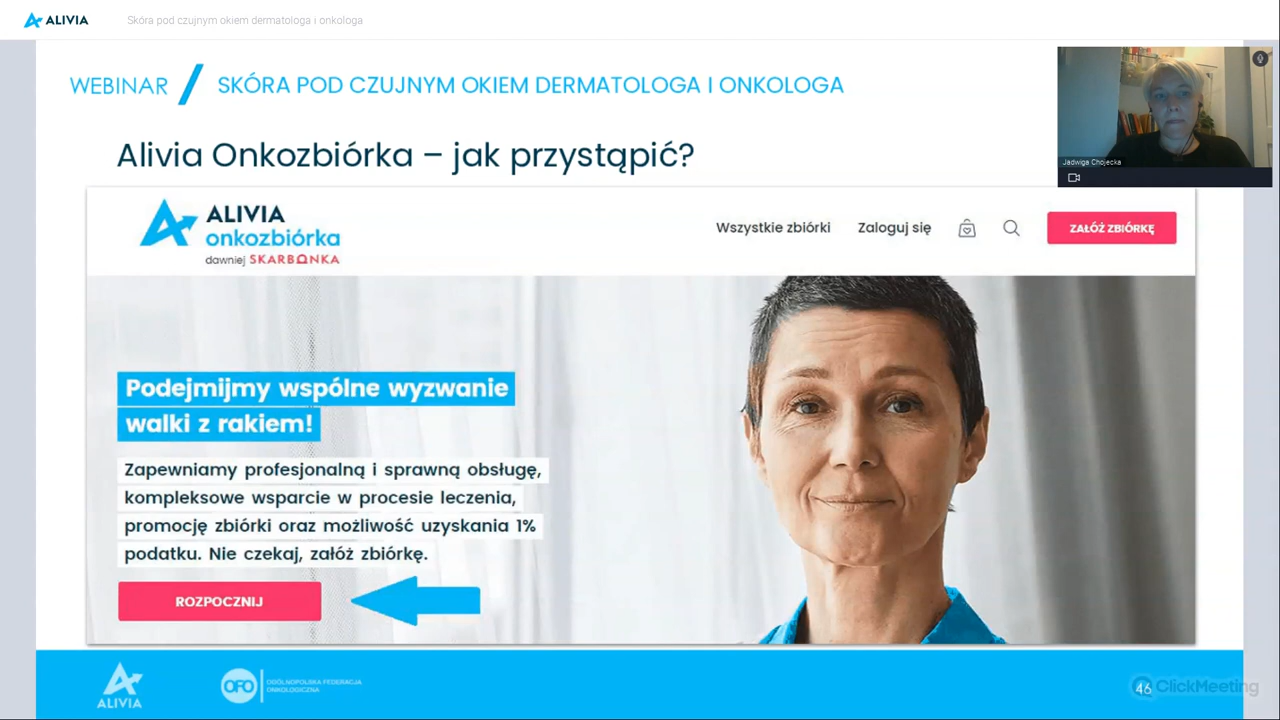 ALIVIA
Skóra pod czujnym okiem dermatologa i onkologa
WEBINAR / SKÓRA POD CZUJNYM OKIEM DERMATOLOGA I ONKOLOGA
Jadwiga Chojecka
Alivia Onkozbiórka – jak przystąpić?
ALIVIA
onkozbiórka
dawniej SKARBONKA
Wszystkie zbiórki
Zaloguj się
ZAŁÓŻ ZBIÓRKĘ
Podejmijmy wspólne wyzwanie
walki z rakiem!
Zapewniamy profesjonalną i sprawną obsługę,
kompleksowe wsparcie w procesie leczenia,
promocję zbiórki oraz możliwość uzyskania 1%
podatku. Nie czekaj, załóż zbiórkę.
ROZPOCZNIJ
ALIVIA
OFO
OGÓLNOPOLSKA FEDERACJA
ONKOLOGICZNA
46
ClickMeeting